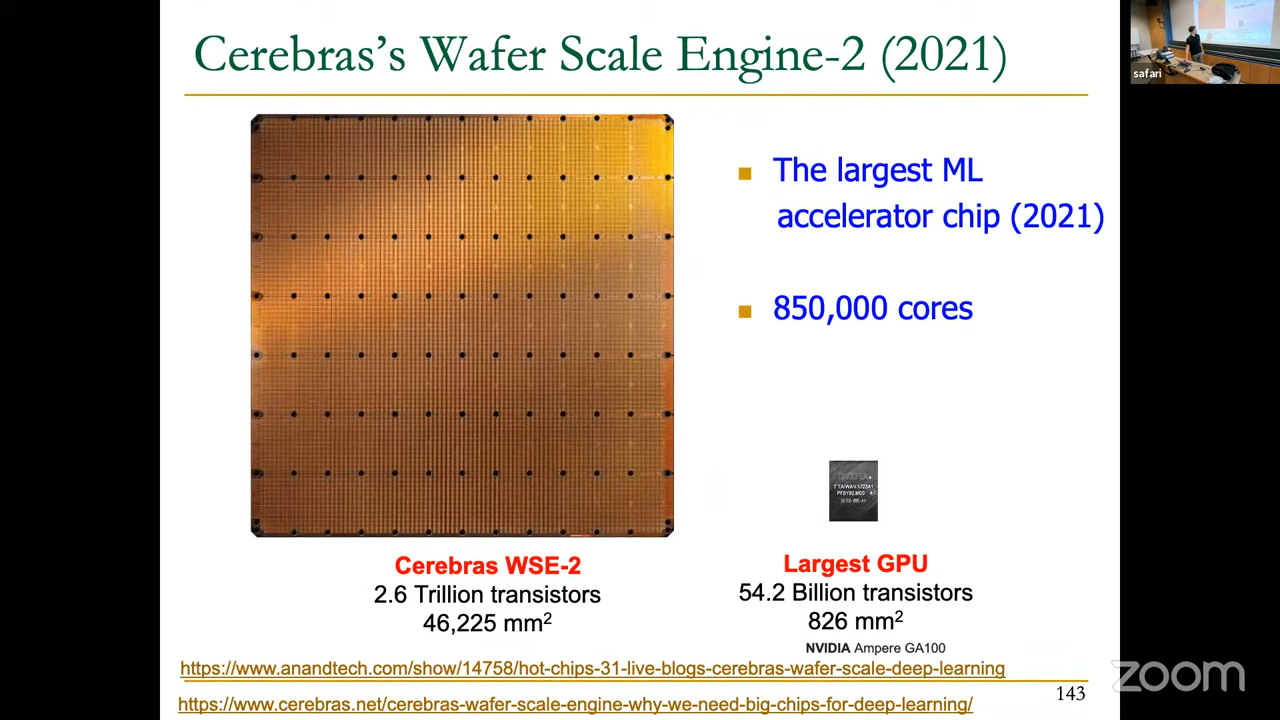 Cerebras's Wafer Scale Engine-2 (2021)
safari
The largest ML
accelerator chip (2021)
850,000 cores
NVIDIA
Cerebras WSE-2
2.6 Trillion transistors
46,225 mm²
Largest GPU
54.2 Billion transistors
826 mm²
NVIDIA Ampere GA100
https://www.anandtech.com/show/14758/hot-chips-31-live-blogs-cerebras-wafer-scale-deep-learning
https://www.cerebras.net/cerebras-wafer-scale-engine-why-we-need-big-chips-for-deep-learning/
143
zoom